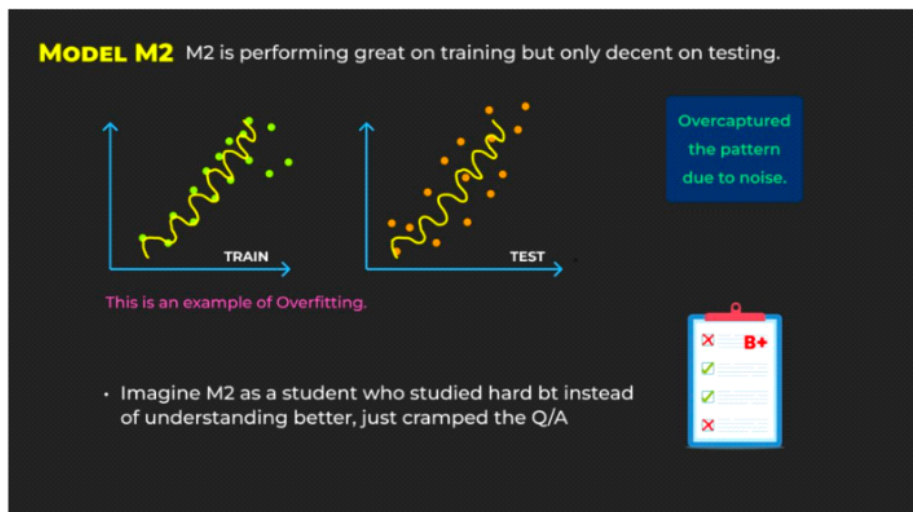 MODEL M2 M2 is performing great on training but only decent on testing.
Overcaptured
the pattern
due to noise.
TRAIN
TEST
This is an example of Overfitting.
B+
• Imagine M2 as a student who studied hard bt instead
of understanding better, just cramped the Q/A